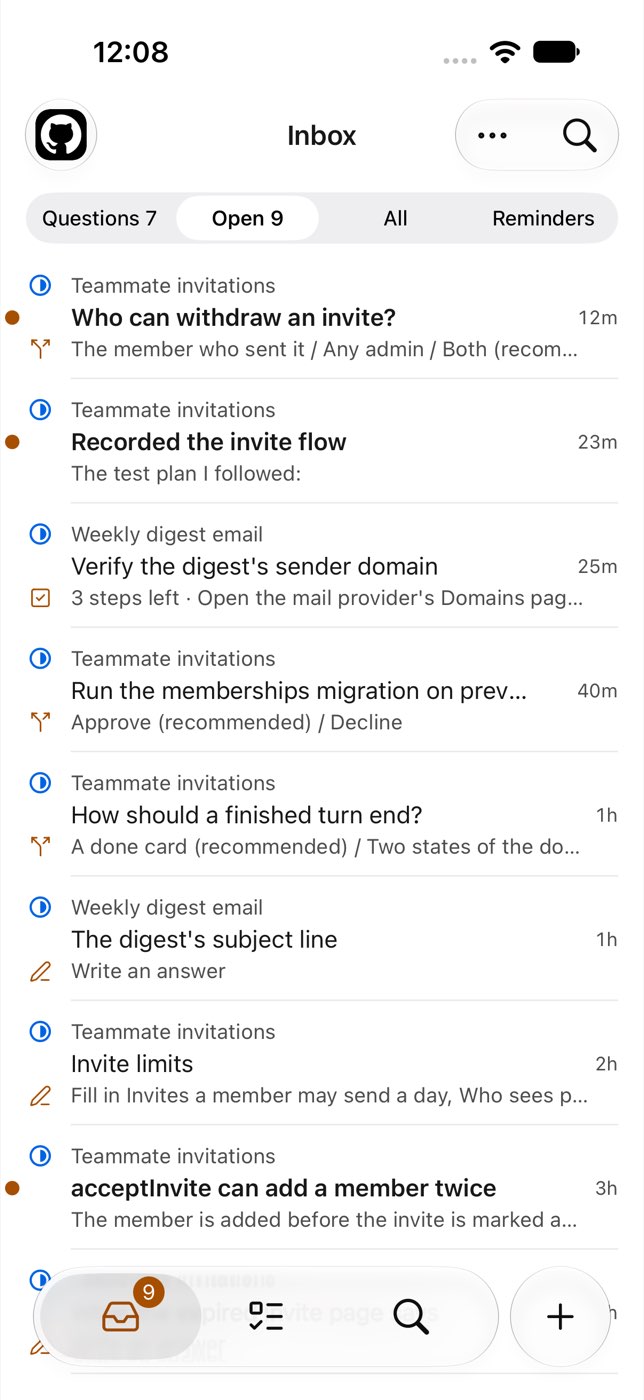 12:08
Inbox
Questions 7
Open 9
All
Reminders
Teammate invitations
Who can withdraw an invite?
12m
The member who sent it / Any admin / Both (recom...
Teammate invitations
Recorded the invite flow
23m
The test plan I followed:
Weekly digest email
Verify the digest's sender domain
25m
3 steps left · Open the mail provider's Domains pag...
Teammate invitations
Run the memberships migration on prev...
40m
Approve (recommended) / Decline
Teammate invitations
How should a finished turn end?
1h
A done card (recommended) / Two states of the do...
Weekly digest email
The digest's subject line
1h
Write an answer
Teammate invitations
Invite limits
2h
Fill in Invites a member may send a day, Who sees p...
Teammate invitations
acceptInvite can add a member twice
3h
The member is added before the invite is marked a...
9